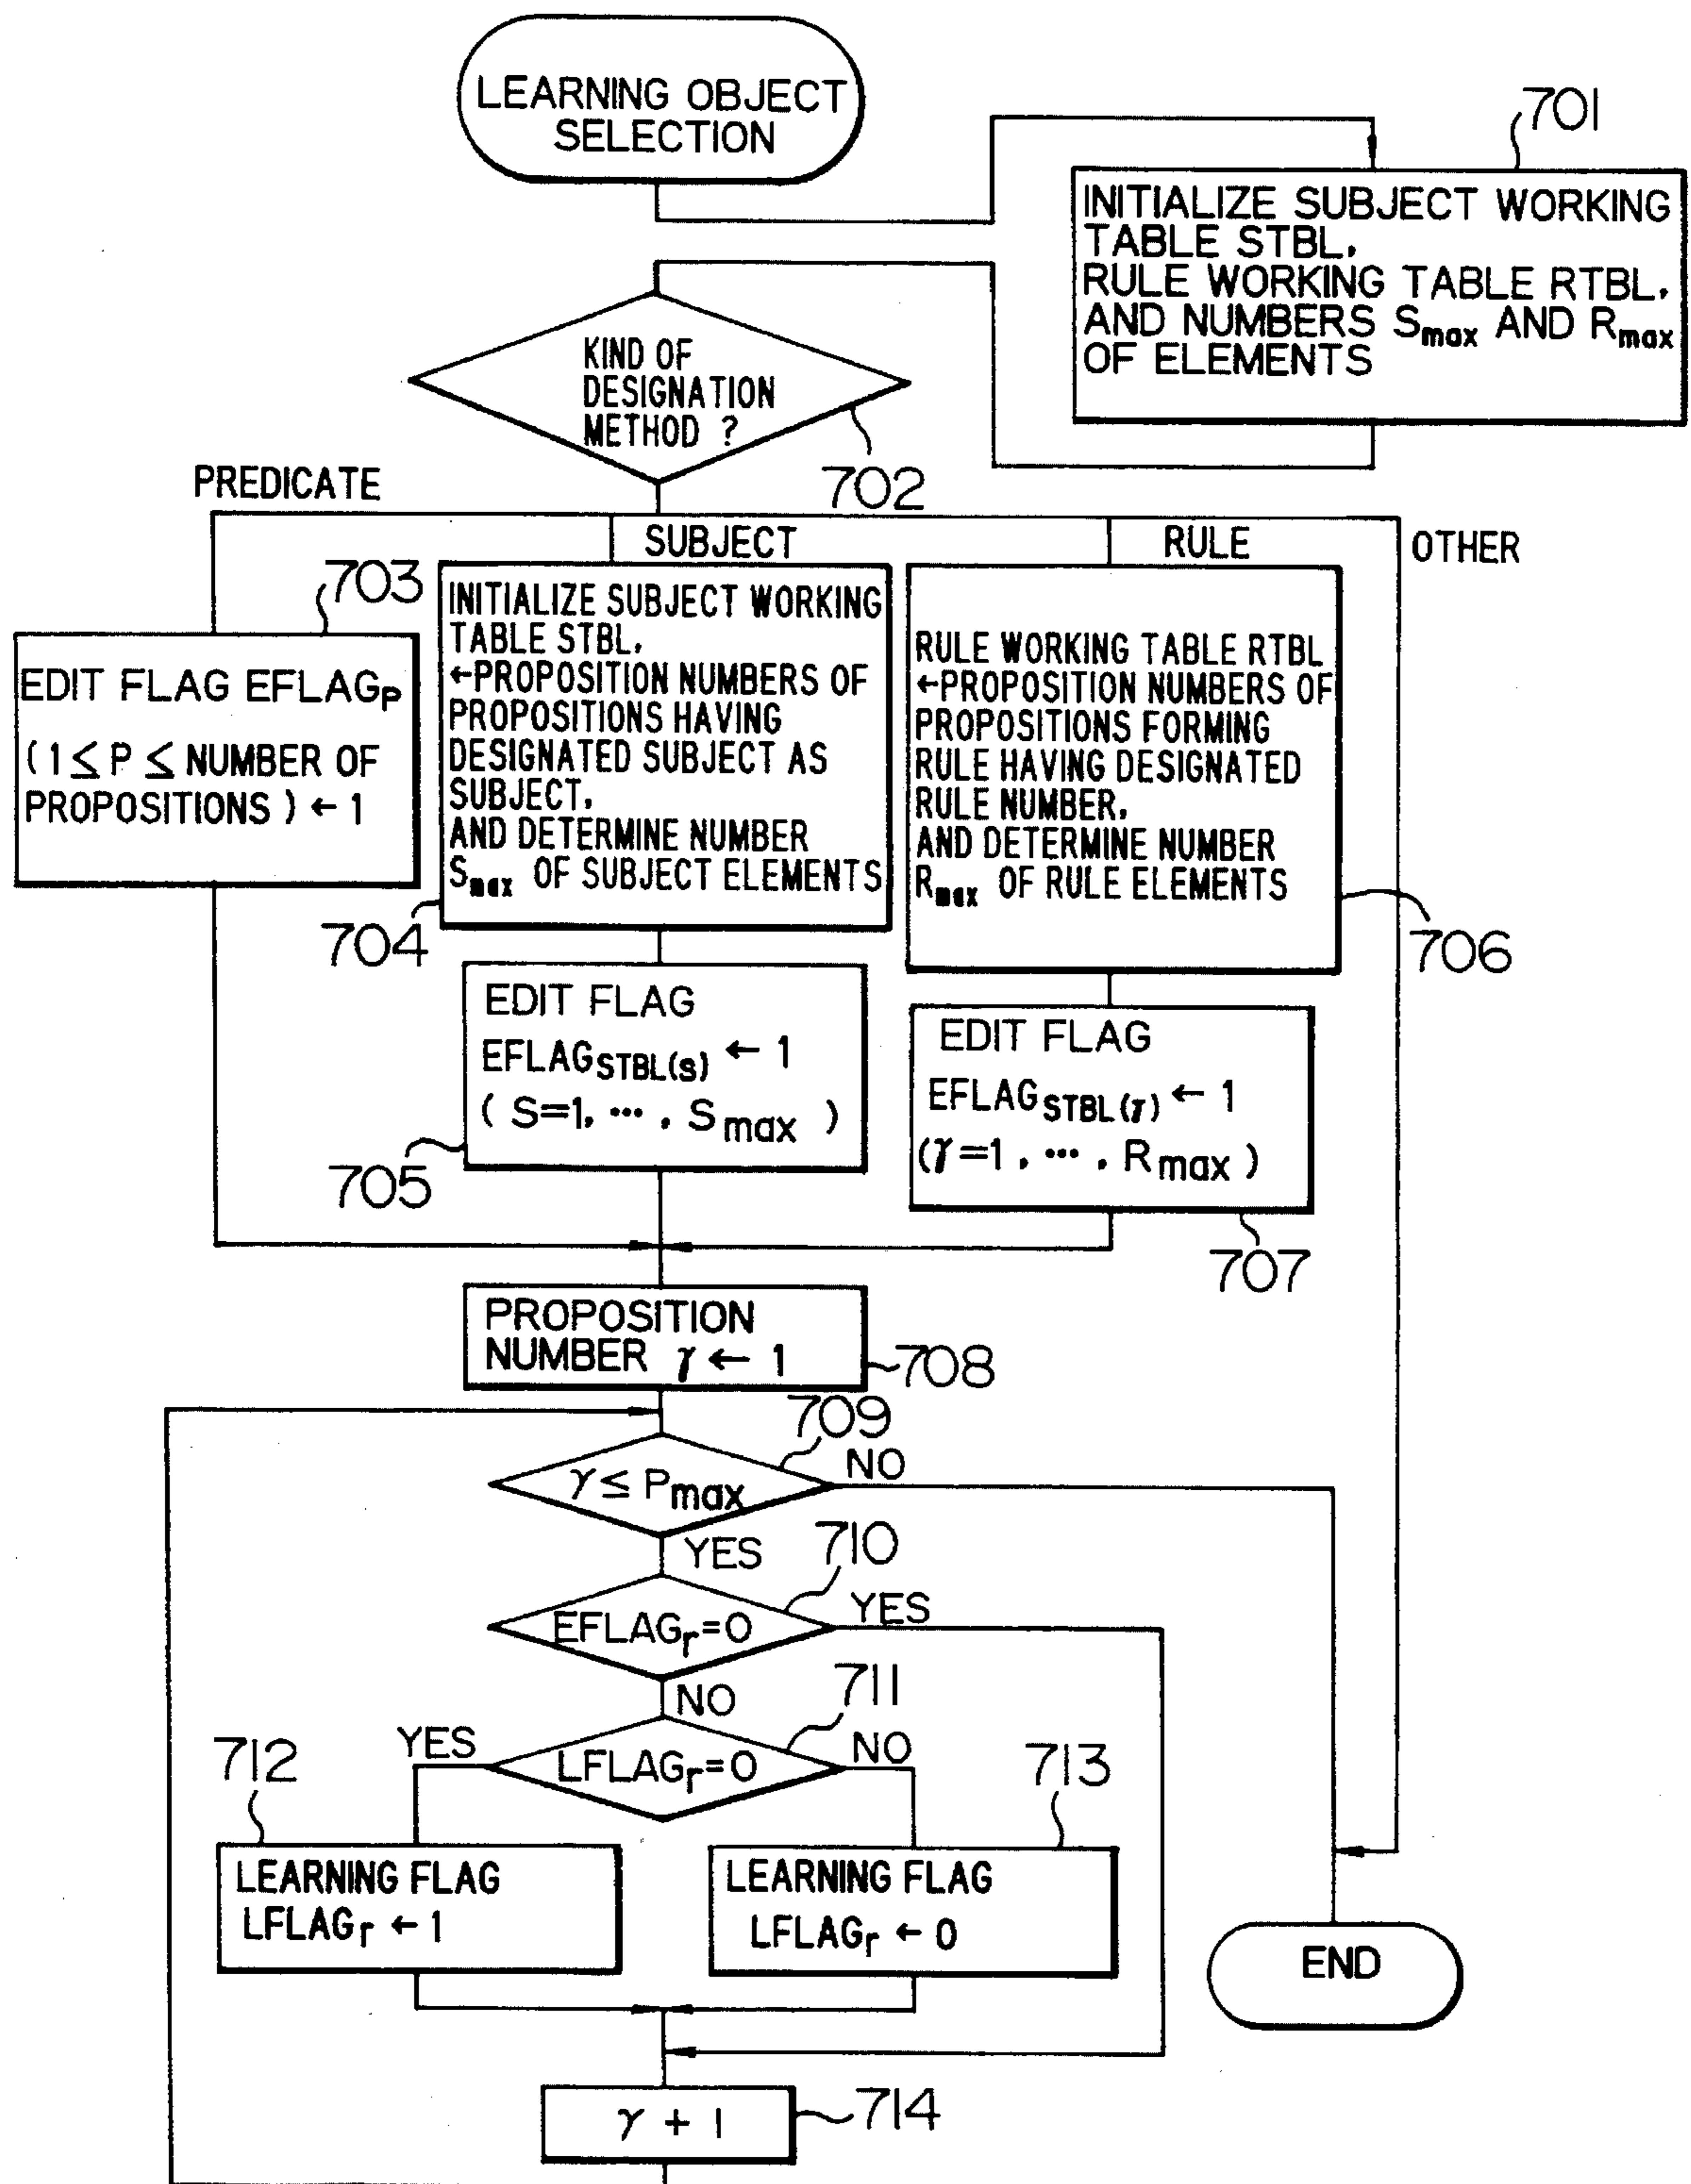 LEARNING OBJECT
SELECTION
701
INITIALIZE SUBJECT WORKING
TABLE STBL,
RULE WORKING TABLE RTBL,
AND NUMBERS Smax AND Rmax
OF ELEMENTS
KIND OF
DESIGNATION
METHOD ?
702
PREDICATE
SUBJECT
RULE
OTHER
703
EDIT FLAG EFLAGP
(1≤P≤NUMBER OF
PROPOSITIONS)←1
INITIALIZE SUBJECT WORKING
TABLE STBL,
←PROPOSITION NUMBERS OF
PROPOSITIONS HAVING
DESIGNATED SUBJECT AS
SUBJECT,
AND DETERMINE NUMBER
Smax OF SUBJECT ELEMENTS
704
RULE WORKING TABLE RTBL
←PROPOSITION NUMBERS OF
PROPOSITIONS FORMING
RULE HAVING DESIGNATED
RULE NUMBER,
AND DETERMINE NUMBER
Rmax OF RULE ELEMENTS
706
EDIT FLAG
EFLAGSTBL(s) ← 1
( S=1, ··· , Smax )
705
EDIT FLAG
EFLAGSTBL(γ) ← 1
(γ=1, ··· , Rmax )
707
PROPOSITION
NUMBER γ ← 1
708
709
γ ≤ Pmax
NO
YES
710
EFLAGr=0
YES
NO
711
LFLAGr=0
YES
NO
712
LEARNING FLAG
LFLAGr ← 1
713
LEARNING FLAG
LFLAGr ← 0
END
γ + 1
714